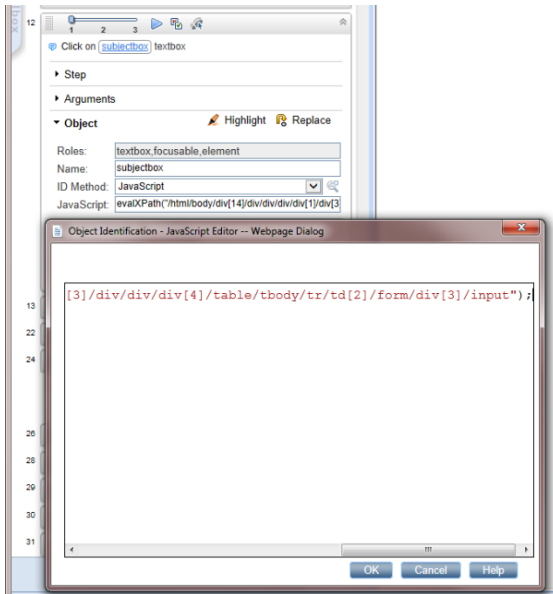 box
12
1 2 3
Click on subjectbox textbox
Step
Arguments
Object Highlight Replace
Roles: textbox,focusable,element
Name: subjectbox
ID Method: JavaScript
JavaScript: evalXPath("/html/body/div[14]/div/div/div/div[1]/div[3]
Object Identification - JavaScript Editor -- Webpage Dialog
[3]/div/div/div[4]/table/tbody/tr/td[2]/form/div[3]/input");
13
22
24
26
28
29
30
31
OK Cancel Help